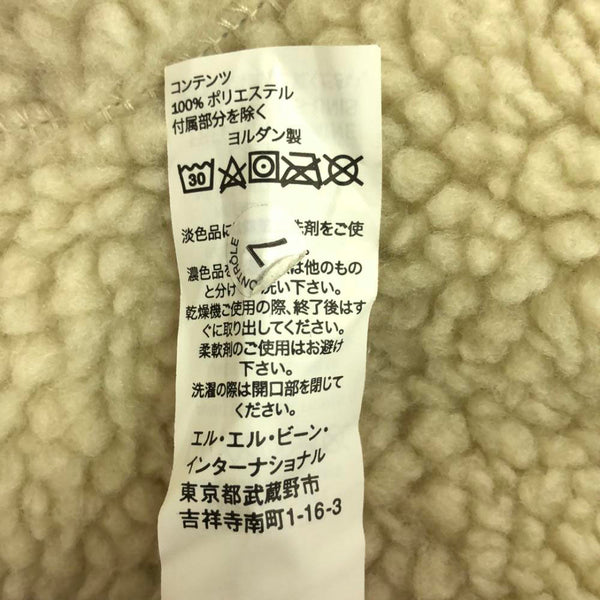 コンテンツ
100% ポリエステル
付属部分を除く
ヨルダン製
30
淡色品に 洗剤をご使
濃色品を は他のもの
と分け 洗い下さい。
乾燥機ご使用の際、終了後はす
ぐに取り出してください。
柔軟剤のご使用はお避け
下さい。
洗濯の際は開口部を閉じて
ください。
エル・エル・ビーン・
インターナショナル
東京都武蔵野市
吉祥寺南町1-16-3